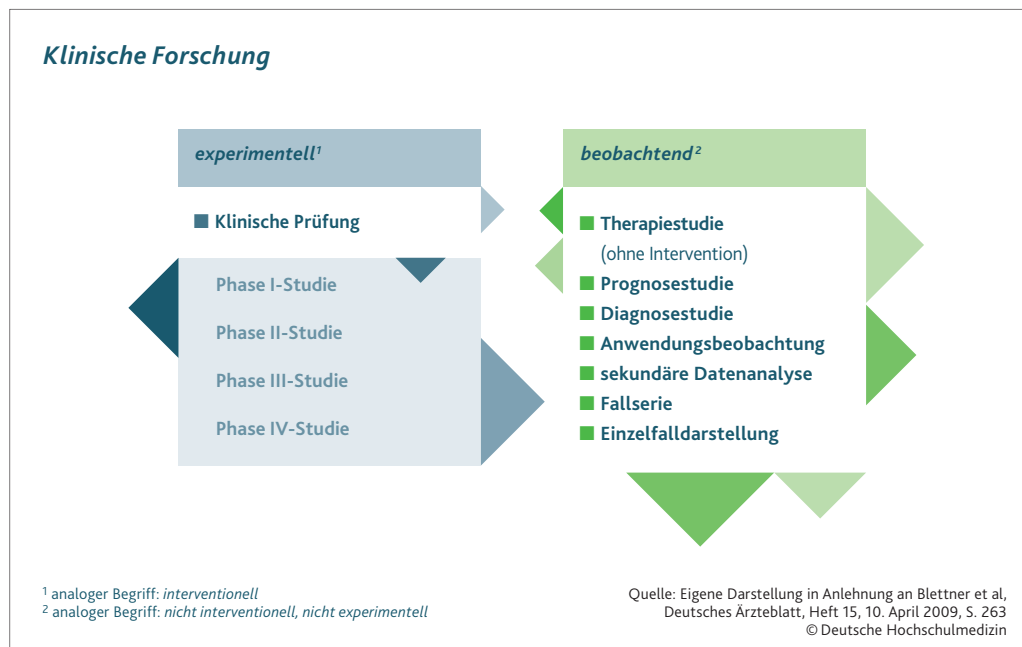 Klinische Forschung
experimentell¹
Klinische Prüfung
Phase I-Studie
Phase II-Studie
Phase III-Studie
Phase IV-Studie
beobachtend²
Therapiestudie
(ohne Intervention)
Prognosestudie
Diagnosestudie
Anwendungsbeobachtung
sekundäre Datenanalyse
Fallserie
Einzelfalldarstellung
¹ analoger Begriff: interventionell
² analoger Begriff: nicht interventionell, nicht experimentell
Quelle: Eigene Darstellung in Anlehnung an Blettner et al,
Deutsches Ärzteblatt, Heft 15, 10. April 2009, S. 263
© Deutsche Hochschulmedizin